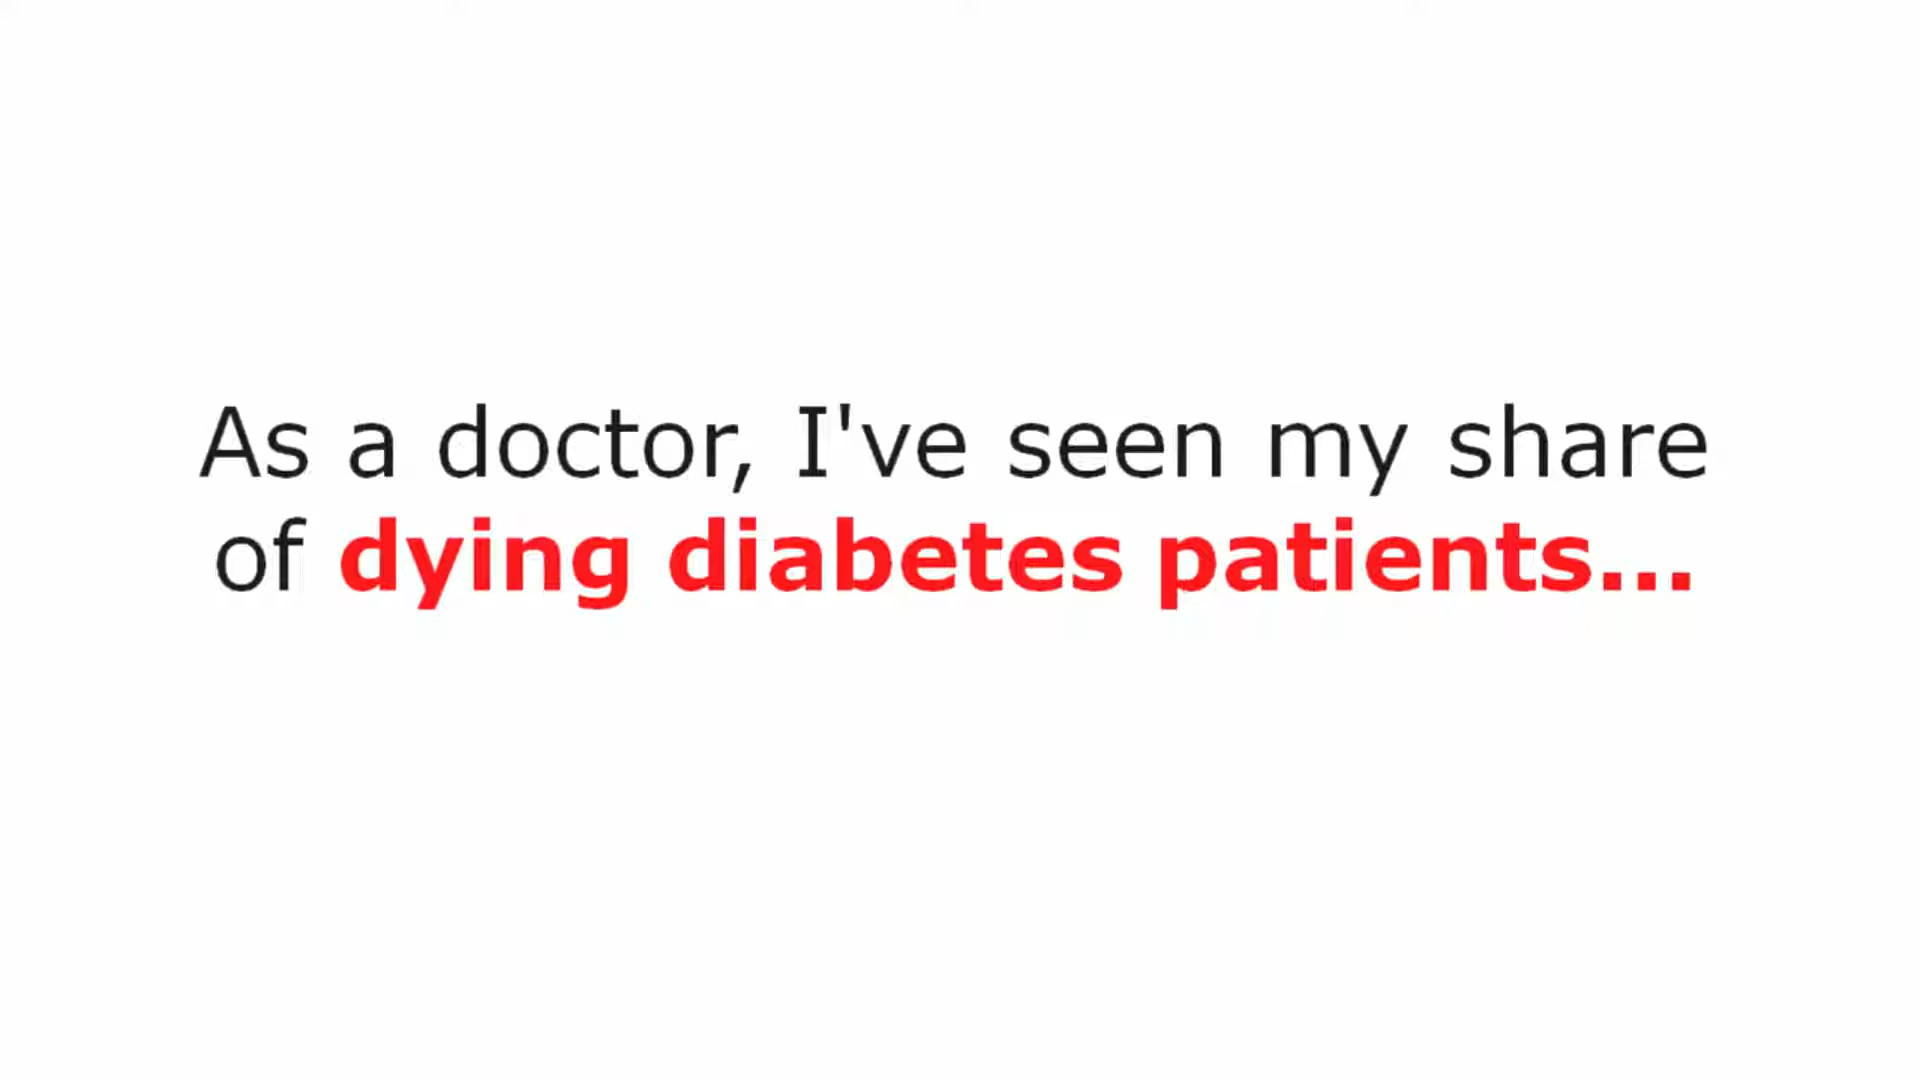 As a doctor, I've seen my share
of dying diabetes patients...